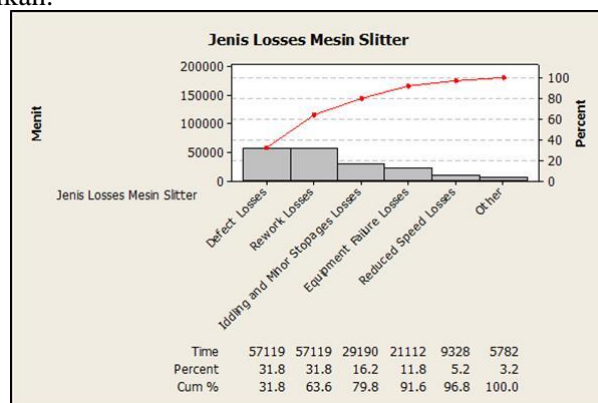 Jenis Losses Mesin Slitter
200000
150000
100000
50000
0
Menit
100
80
60
40
20
0
Percent
Jenis Losses Mesin Slitter
Defect Losses
Rework Losses
Iddling and Minor Stopages Losses
Equipment Failure Losses
Reduced Speed Losses
Other
Time 57119 57119 29190 21112 9328 5782
Percent 31.8 31.8 16.2 11.8 5.2 3.2
Cum % 31.8 63.6 79.8 91.6 96.8 100.0